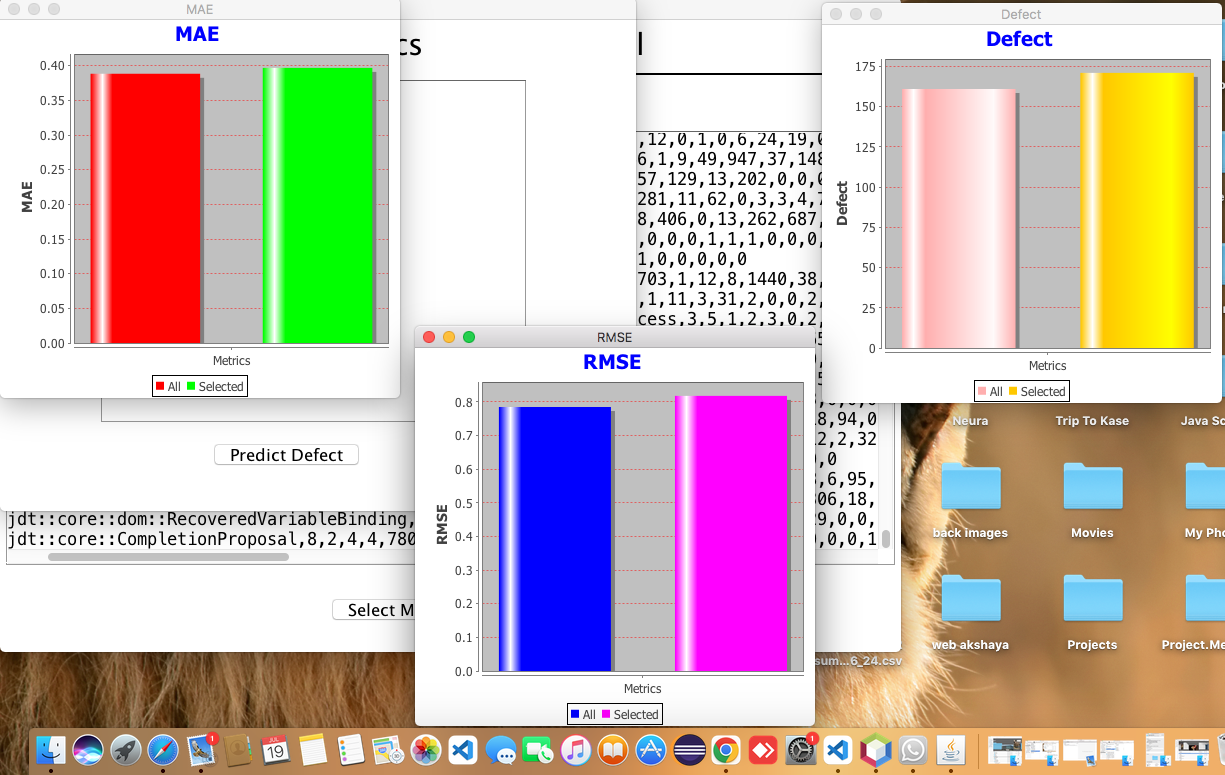 MAE
MAE
0.40
0.35
0.30
0.25
0.20
0.15
0.10
0.05
0.00
MAE
Metrics
All Selected
cs
l
Defect
Defect
175
150
125
100
75
50
25
0
Defect
Metrics
All Selected
,12,0,1,0,6,24,19,0
6,1,9,49,947,37,148
57,129,13,202,0,0,0
281,11,62,0,3,3,4,7
8,406,0,13,262,687,
,0,0,0,1,1,1,0,0,0,
1,0,0,0,0,0
703,1,12,8,1440,38,
,1,11,3,31,2,0,0,2,
cess,3,5,1,2,3,0,2,
RMSE
RMSE
0.8
0.7
0.6
0.5
0.4
0.3
0.2
0.1
0.0
RMSE
Metrics
All Selected
18,94,0
12,2,32
0,0
3,6,95,
806,18,
29,0,0,
0,0,0,1
Predict Defect
jdt::core::dom::RecoveredVariableBinding,
jdt::core::CompletionProposal,8,2,4,4,780
Select M
Neura
Trip To Kase
Java Sc
back images
Movies
My Pho
web akshaya
Projects
Project.Me
sum...6_24.csv
1
JUL
19
1